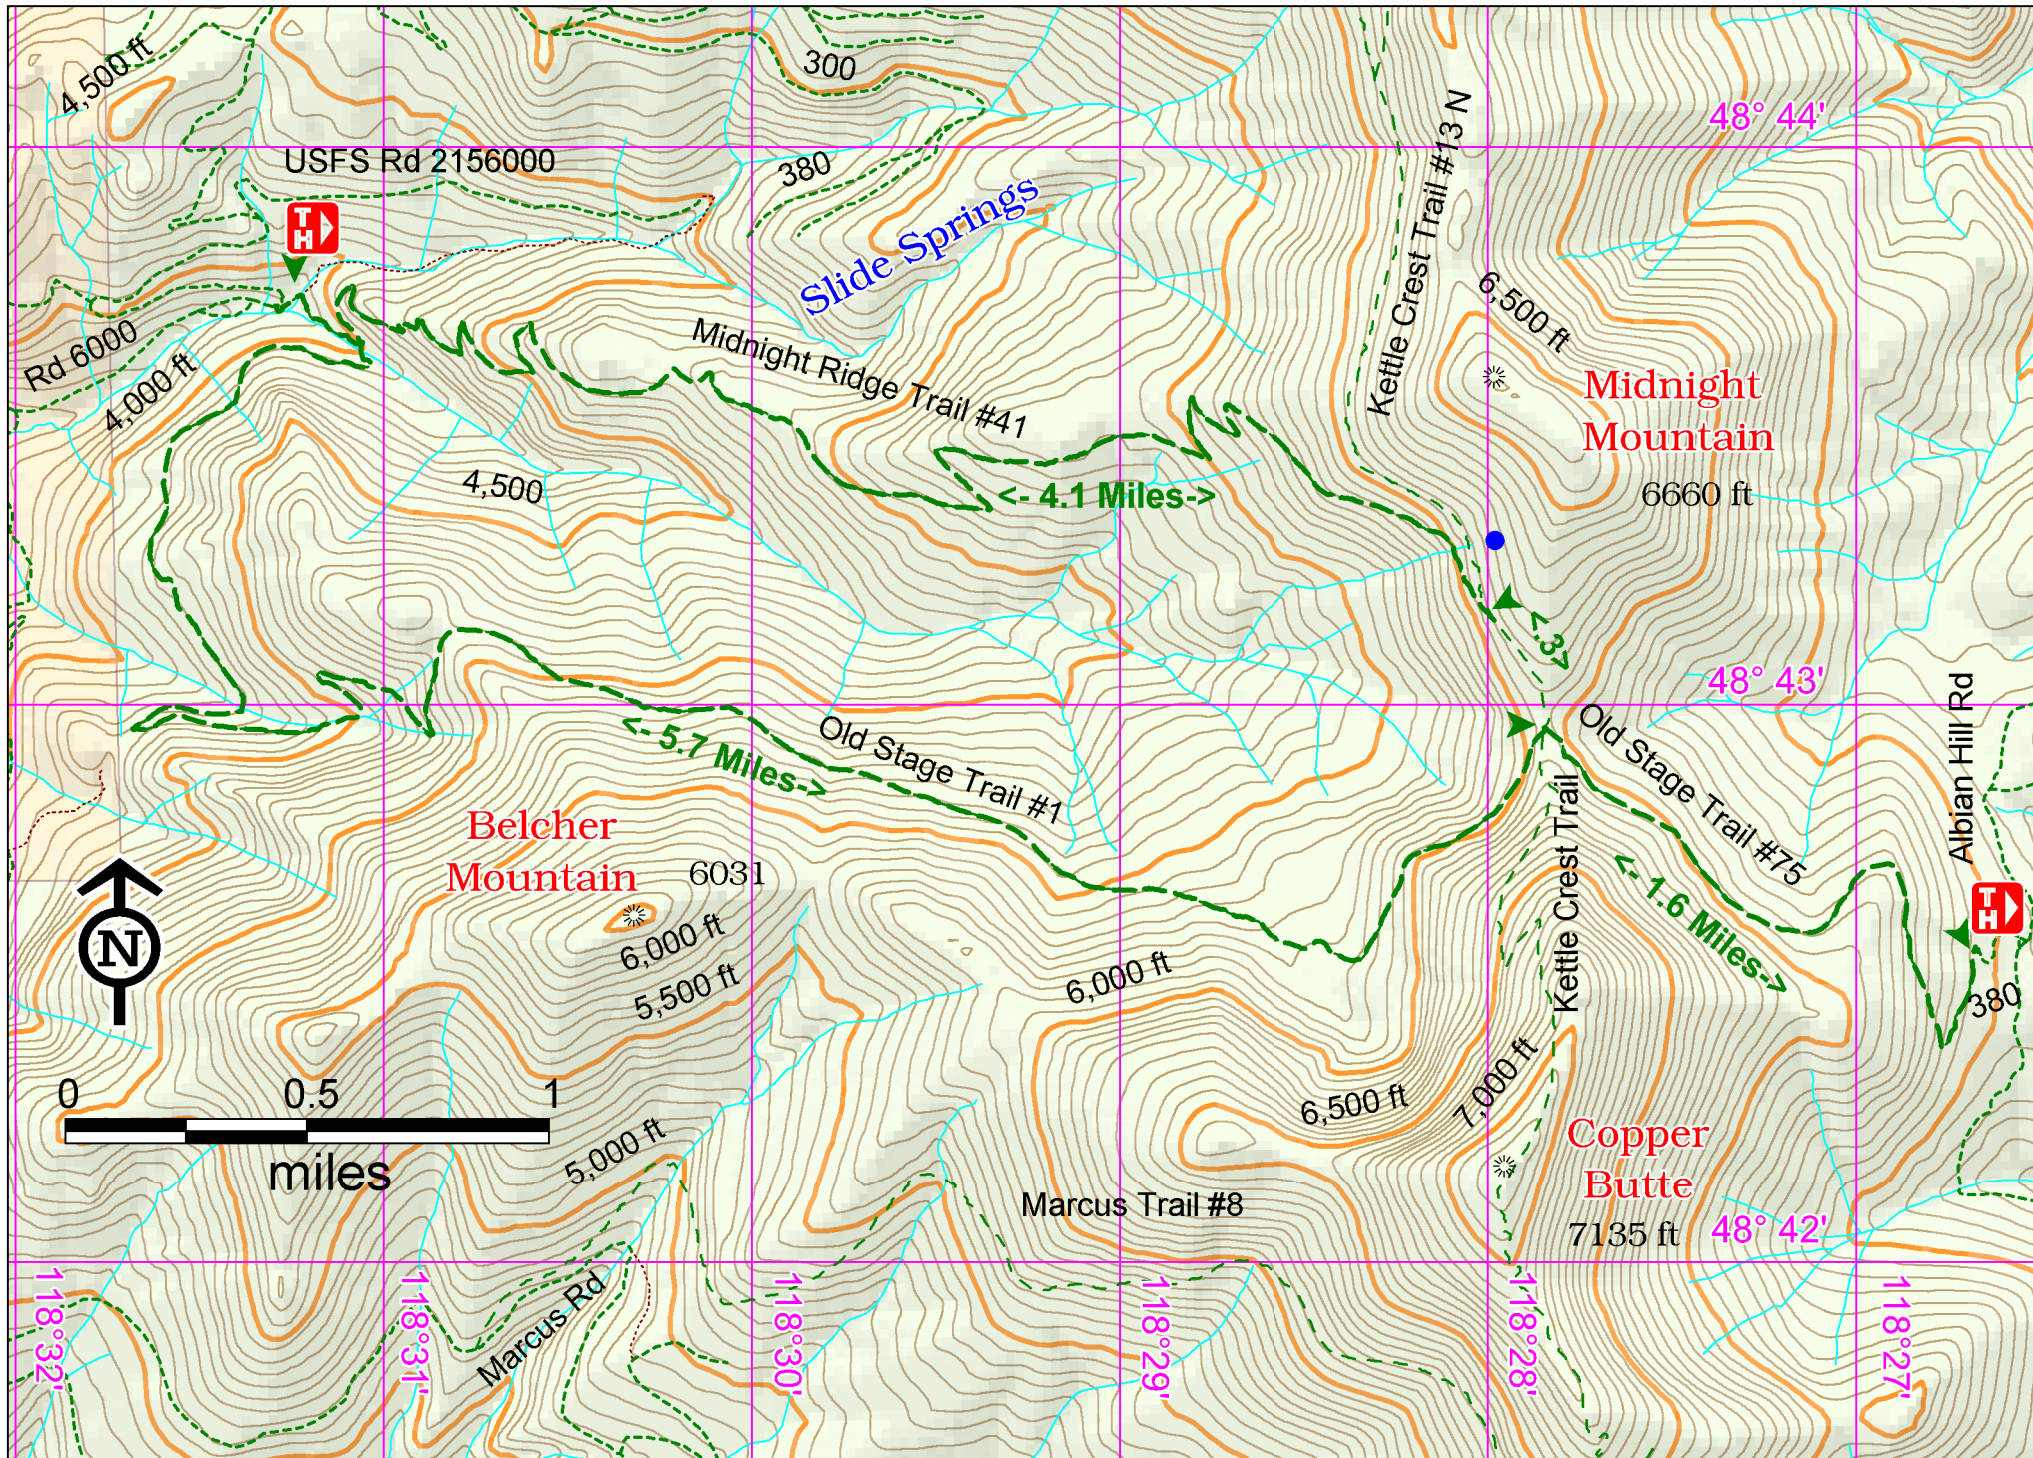 4,500 ft
300
48° 44'
USFS Rd 2156000
380
Kettle Crest Trail #13 N
T
H
Slide Springs
6,500 ft
Rd 6000
4,000 ft
Midnight Ridge Trail #41
Midnight
Mountain
6660 ft
4,500
<- 4.1 Miles->
<.3>
48° 43'
Old Stage Trail #1
<- 5.7 Miles->
Old Stage Trail #75
Albian Hill Rd
Kettle Crest Trail
<- 1.6 Miles->
T
H
380
Belcher
Mountain
6031
6,000 ft
5,500 ft
N
6,000 ft
0 0.5 1
miles
5,000 ft
6,500 ft
7,000 ft
Copper
Butte
7135 ft
48° 42'
Marcus Trail #8
Marcus Rd
118°32'
118°31'
118°30'
118°29'
118°28'
118°27'